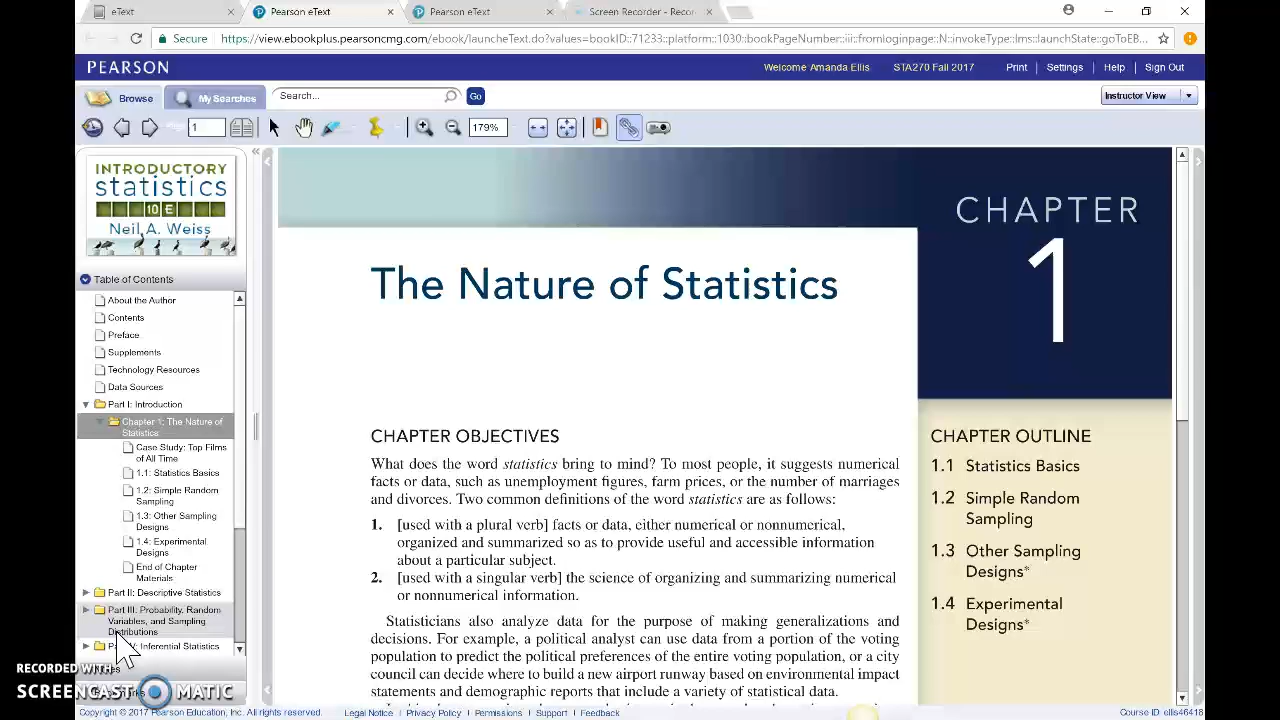 eText
Pearson eText
Pearson eText
Screen Recorder - Recor
Secure
https://view.ebookplus.pearsoncmg.com/ebook/launcheText.do?values=bookID::71233::platform::1030::bookPageNumber::iii::fromloginpage::N::invokeType::lms::launchState::goToEB...
PEARSON
Welcome Amanda Ellis
STA270 Fall 2017
Print
Settings
Help
Sign Out
Browse
My Searches
Search...
Go
Instructor View
Page
1
179%
INTRODUCTORY
statistics
10 E
Neil A. Weiss
Table of Contents
About the Author
Contents
Preface
Supplements
Technology Resources
Data Sources
Part I: Introduction
Chapter 1: The Nature of
Statistics
Case Study: Top Films
of All Time
1.1: Statistics Basics
1.2: Simple Random
Sampling
1.3: Other Sampling
Designs
1.4: Experimental
Designs
End of Chapter
Materials
Part II: Descriptive Statistics
Part III: Probability, Random
Variables, and Sampling
Distributions
Inferential Statistics
CHAPTER
1
The Nature of Statistics
CHAPTER OBJECTIVES
What does the word statistics bring to mind? To most people, it suggests numerical
facts or data, such as unemployment figures, farm prices, or the number of marriages
and divorces. Two common definitions of the word statistics are as follows:
1. [used with a plural verb] facts or data, either numerical or nonnumerical,
organized and summarized so as to provide useful and accessible information
about a particular subject.
2. [used with a singular verb] the science of organizing and summarizing numerical
or nonnumerical information.
Statisticians also analyze data for the purpose of making generalizations and
decisions. For example, a political analyst can use data from a portion of the voting
population to predict the political preferences of the entire voting population, or a city
council can decide where to build a new airport runway based on environmental impact
statements and demographic reports that include a variety of statistical data.
CHAPTER OUTLINE
1.1 Statistics Basics
1.2 Simple Random
Sampling
1.3 Other Sampling
Designs*
1.4 Experimental
Designs*
RECORDED WITH
SCREENCAST MATIC
Copyright © 2017 Pearson Education, Inc. All rights reserved.
Legal Notice | Privacy Policy | Permissions | Support | Feedback
Course ID: ellis46418